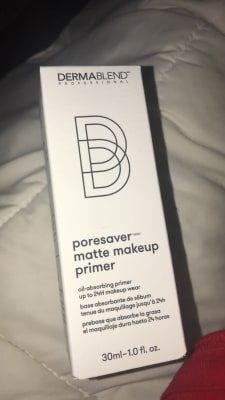 DERMABLEND
PROFESSIONAL
poresaver
matte makeup
primer
oil-absorbing primer
up to 24H makeup wear
base absorbante de sébum
tenue du maquillage jusqu'à 24h
prebase que absorbe la grasa
el maquillaje dura hasta 24 horas
30ml–1.0 fl. oz.